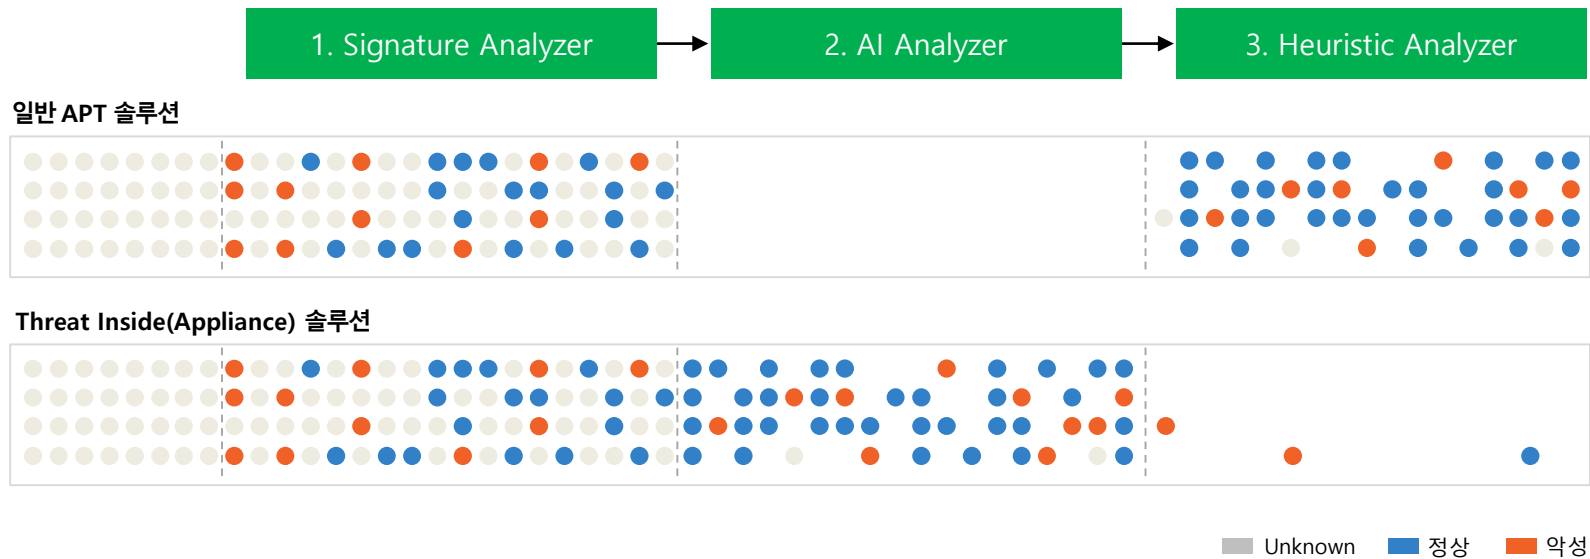 1. Signature Analyzer
2. AI Analyzer
3. Heuristic Analyzer
일반 APT 솔루션
Threat Inside(Appliance) 솔루션
Unknown 정상 악성